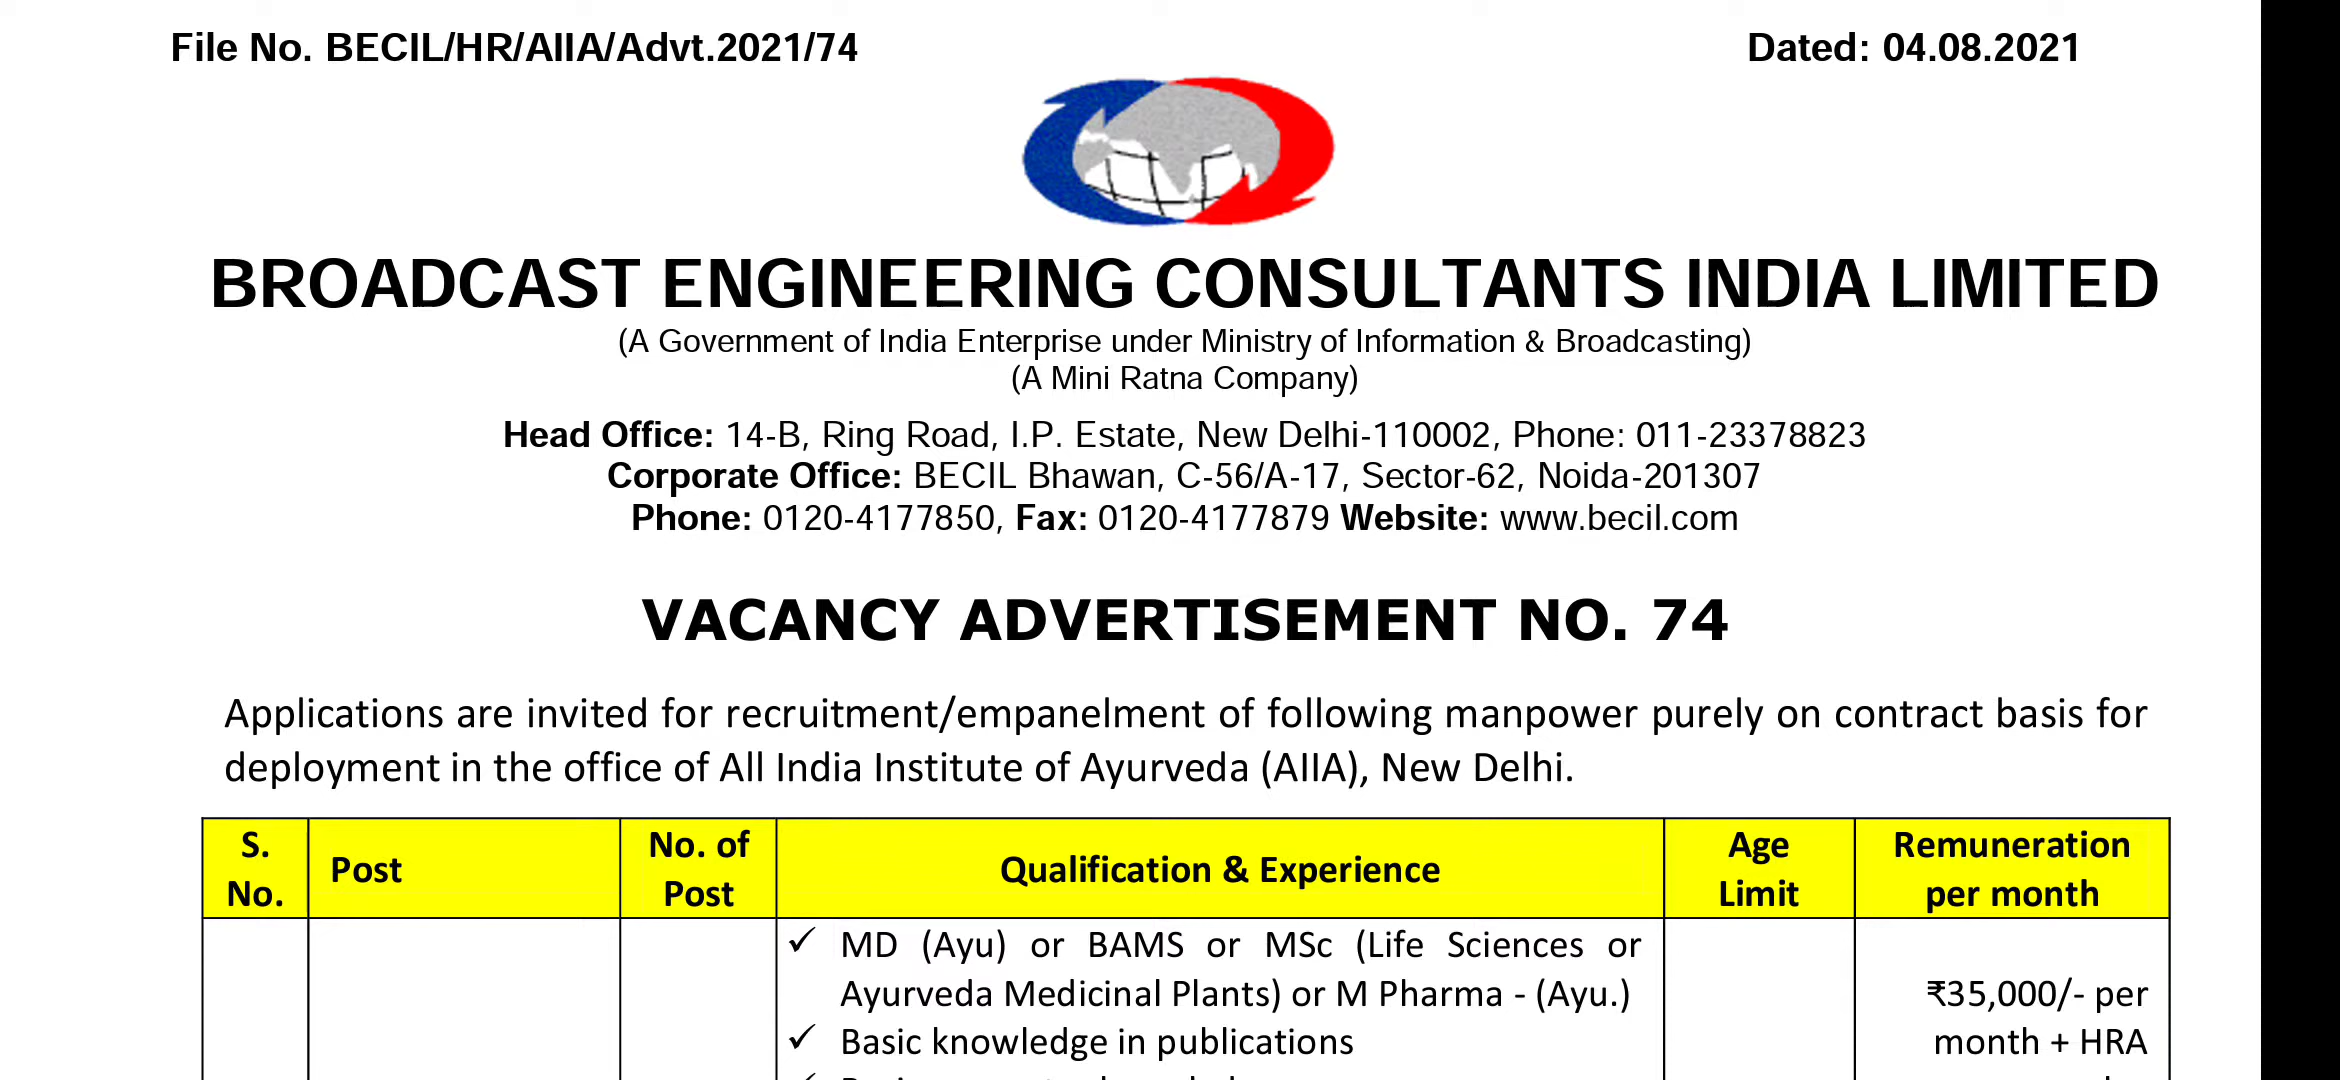 File No. BECIL/HR/AIIA/Advt.2021/74
Dated: 04.08.2021
BROADCAST ENGINEERING CONSULTANTS INDIA LIMITED
(A Government of India Enterprise under Ministry of Information & Broadcasting)
(A Mini Ratna Company)
Head Office: 14-B, Ring Road, I.P. Estate, New Delhi-110002, Phone: 011-23378823
Corporate Office: BECIL Bhawan, C-56/A-17, Sector-62, Noida-201307
Phone: 0120-4177850, Fax: 0120-4177879 Website: www.becil.com
VACANCY ADVERTISEMENT NO. 74
Applications are invited for recruitment/empanelment of following manpower purely on contract basis for
deployment in the office of All India Institute of Ayurveda (AIIA), New Delhi.
S.
No.
Post
No. of
Post
Qualification & Experience
Age
Limit
Remuneration
per month
✓ MD (Ayu) or BAMS or MSc (Life Sciences or
Ayurveda Medicinal Plants) or M Pharma - (Ayu.)
✓ Basic knowledge in publications
₹35,000/- per
month + HRA